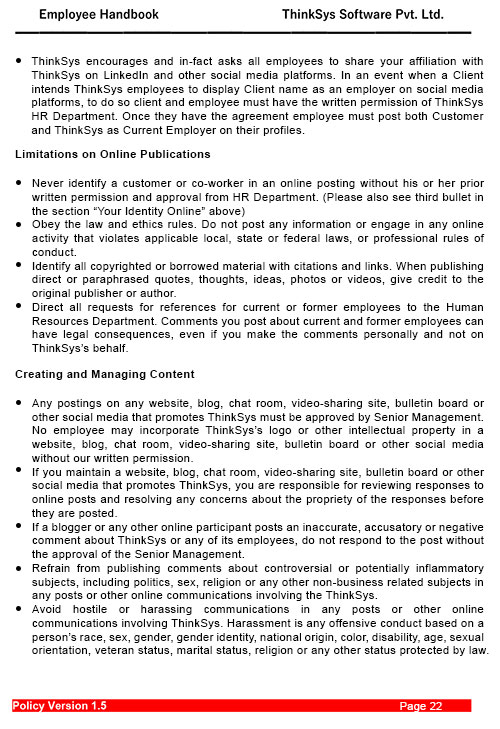 Employee Handbook ThinkSys Software Pvt. Ltd.
• ThinkSys encourages and in-fact asks all employees to share your affiliation with
ThinkSys on LinkedIn and other social media platforms. In an event when a Client
intends ThinkSys employees to display Client name as an employer on social media
platforms, to do so client and employee must have the written permission of ThinkSys
HR Department. Once they have the agreement employee must post both Customer
and ThinkSys as Current Employer on their profiles.
Limitations on Online Publications
• Never identify a customer or co-worker in an online posting without his or her prior
written permission and approval from HR Department. (Please also see third bullet in
the section “Your Identity Online” above)
• Obey the law and ethics rules. Do not post any information or engage in any online
activity that violates applicable local, state or federal laws, or professional rules of
conduct.
• Identify all copyrighted or borrowed material with citations and links. When publishing
direct or paraphrased quotes, thoughts, ideas, photos or videos, give credit to the
original publisher or author.
• Direct all requests for references for current or former employees to the Human
Resources Department. Comments you post about current and former employees can
have legal consequences, even if you make the comments personally and not on
ThinkSys’s behalf.
Creating and Managing Content
• Any postings on any website, blog, chat room, video-sharing site, bulletin board or
other social media that promotes ThinkSys must be approved by Senior Management.
No employee may incorporate ThinkSys’s logo or other intellectual property in a
website, blog, chat room, video-sharing site, bulletin board or other social media
without our written permission.
• If you maintain a website, blog, chat room, video-sharing site, bulletin board or other
social media that promotes ThinkSys, you are responsible for reviewing responses to
online posts and resolving any concerns about the propriety of the responses before
they are posted.
• If a blogger or any other online participant posts an inaccurate, accusatory or negative
comment about ThinkSys or any of its employees, do not respond to the post without
the approval of the Senior Management.
• Refrain from publishing comments about controversial or potentially inflammatory
subjects, including politics, sex, religion or any other non-business related subjects in
any posts or other online communications involving the ThinkSys.
• Avoid hostile or harassing communications in any posts or other online
communications involving ThinkSys. Harassment is any offensive conduct based on a
person’s race, sex, gender, gender identity, national origin, color, disability, age, sexual
orientation, veteran status, marital status, religion or any other status protected by law.
Policy Version 1.5 Page 22